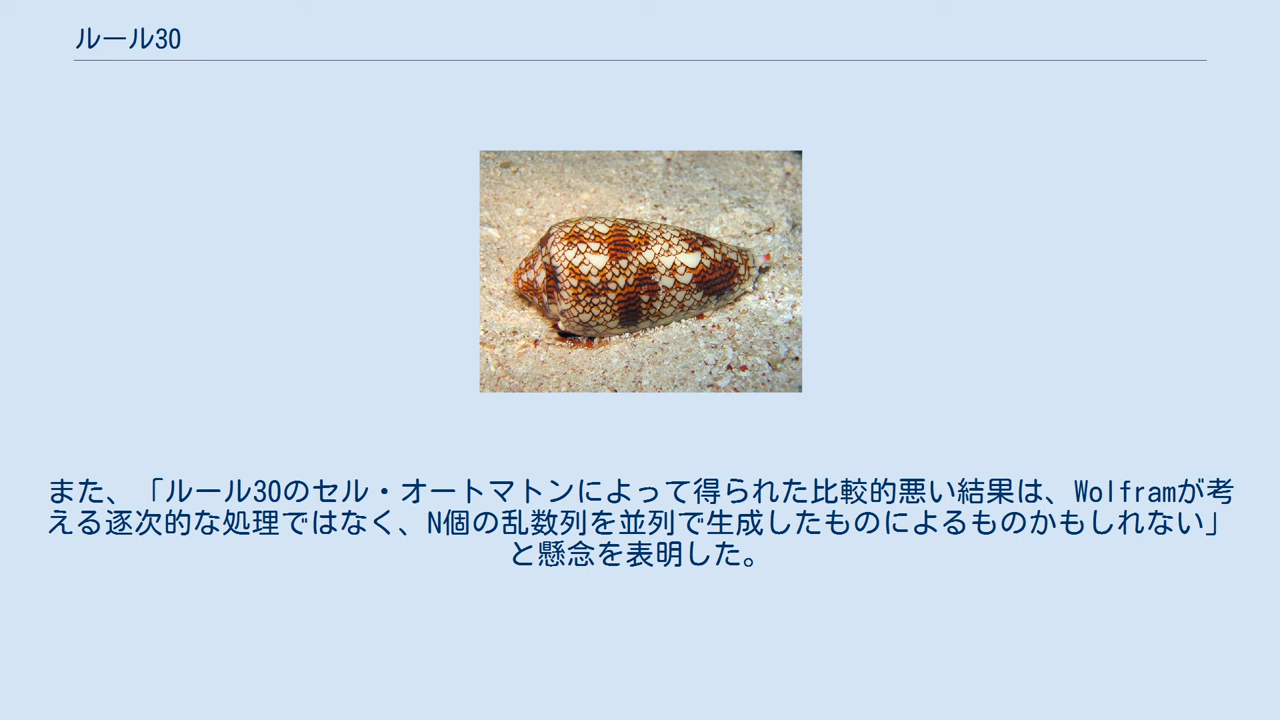 ルール30
また、「ルール30のセル・オートマトンによって得られた比較的悪い結果は、Wolframが考
える逐次的な処理ではなく、N個の乱数列を並列で生成したものによるものかもしれない」
と懸念を表明した。